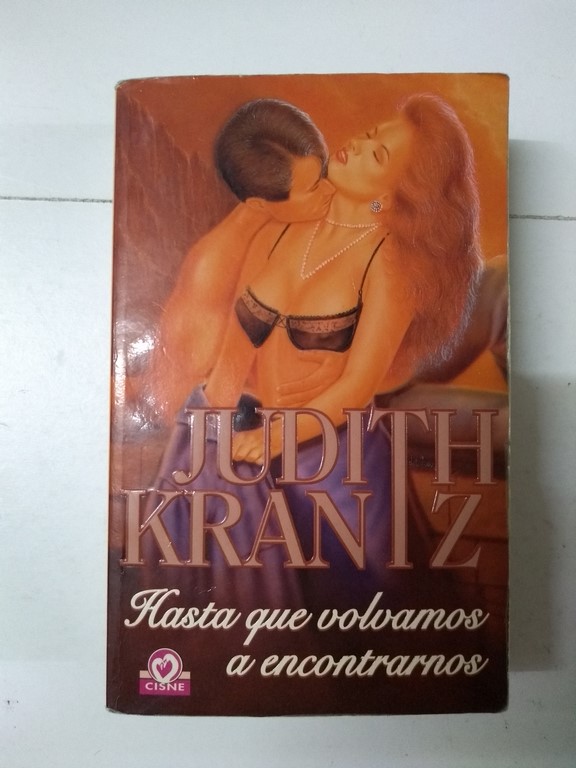 JUDITH
KRANTZ
Hasta que volvamos
a encontrarnos
CISNE